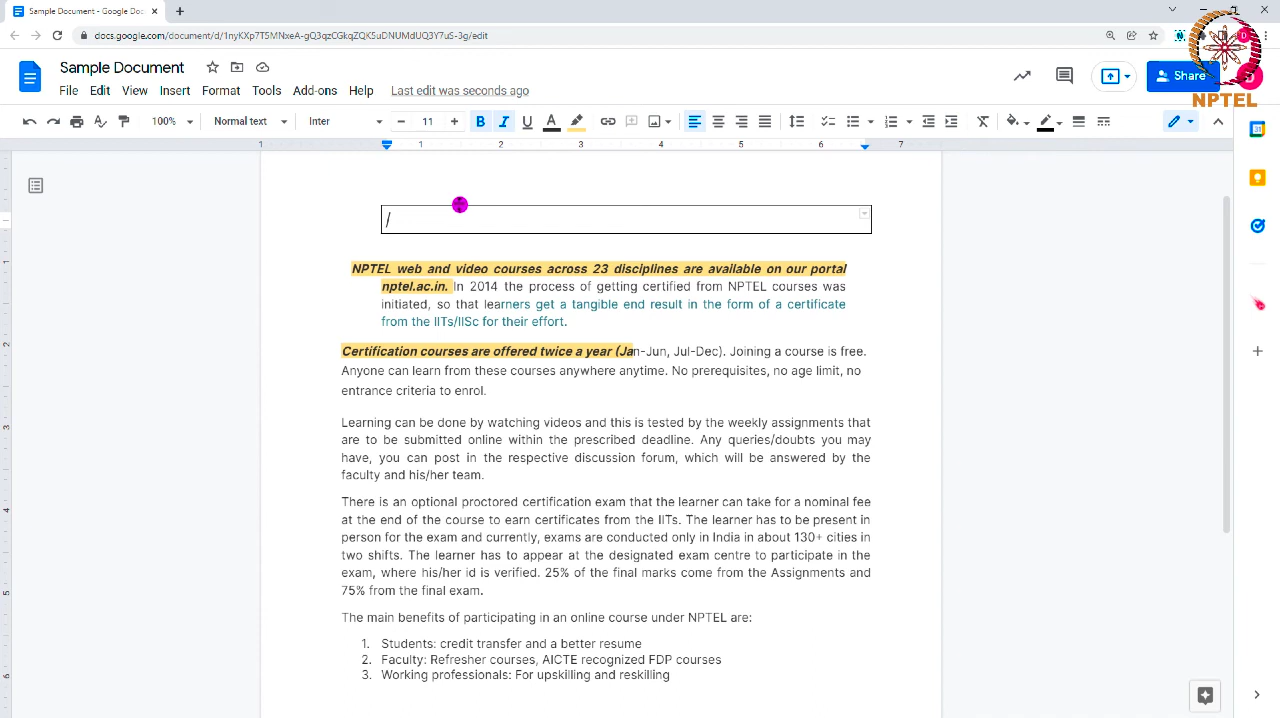 Sample Document - Google Doc
docs.google.com/document/d/1nyKXp7T5MNxeA-gQ3qzCGkqZQK5uDNUMdUQ3Y7uS-3g/edit
Sample Document
File Edit View Insert Format Tools Add-ons Help Last edit was seconds ago
Share
NPTEL
100% Normal text Inter 11 B I U A
1 1 2 3 4 5 6 7
NPTEL web and video courses across 23 disciplines are available on our portal
nptel.ac.in. In 2014 the process of getting certified from NPTEL courses was
initiated, so that learners get a tangible end result in the form of a certificate
from the IITs/IISc for their effort.
Certification courses are offered twice a year (Jan-Jun, Jul-Dec). Joining a course is free.
Anyone can learn from these courses anywhere anytime. No prerequisites, no age limit, no
entrance criteria to enrol.
Learning can be done by watching videos and this is tested by the weekly assignments that
are to be submitted online within the prescribed deadline. Any queries/doubts you may
have, you can post in the respective discussion forum, which will be answered by the
faculty and his/her team.
There is an optional proctored certification exam that the learner can take for a nominal fee
at the end of the course to earn certificates from the IITs. The learner has to be present in
person for the exam and currently, exams are conducted only in India in about 130+ cities in
two shifts. The learner has to appear at the designated exam centre to participate in the
exam, where his/her id is verified. 25% of the final marks come from the Assignments and
75% from the final exam.
The main benefits of participating in an online course under NPTEL are:
1. Students: credit transfer and a better resume
2. Faculty: Refresher courses, AICTE recognized FDP courses
3. Working professionals: For upskilling and reskilling